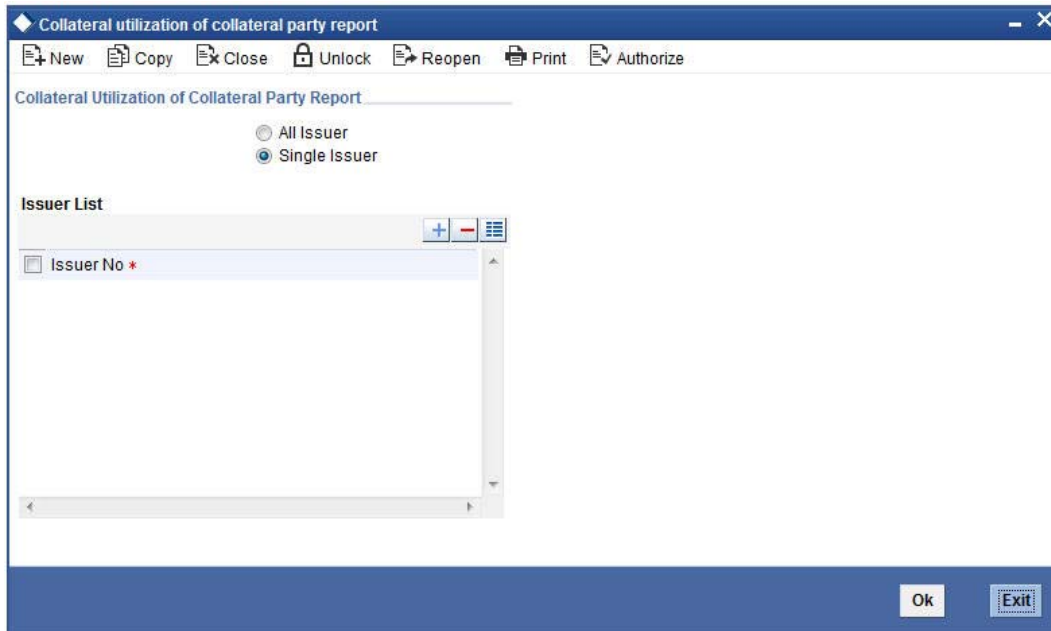 Collateral utilization of collateral party report
New Copy Close Unlock Reopen Print Authorize
Collateral Utilization of Collateral Party Report
All Issuer
Single Issuer
Issuer List
Issuer No *
Ok Exit